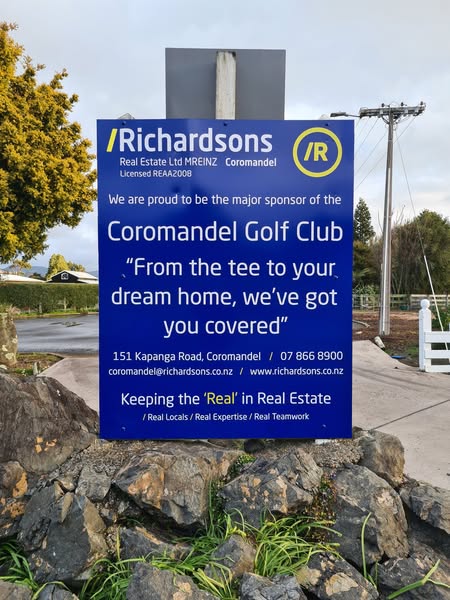 /Richardsons
Real Estate Ltd MREINZ Coromandel
Licensed REAA2008
/R
We are proud to be the major sponsor of the
Coromandel Golf Club
“From the tee to your
dream home, we’ve got
you covered”
151 Kapanga Road, Coromandel / 07 866 8900
coromandel@richardsons.co.nz / www.richardsons.co.nz
Keeping the ‘Real’ in Real Estate
/ Real Locals / Real Expertise / Real Teamwork